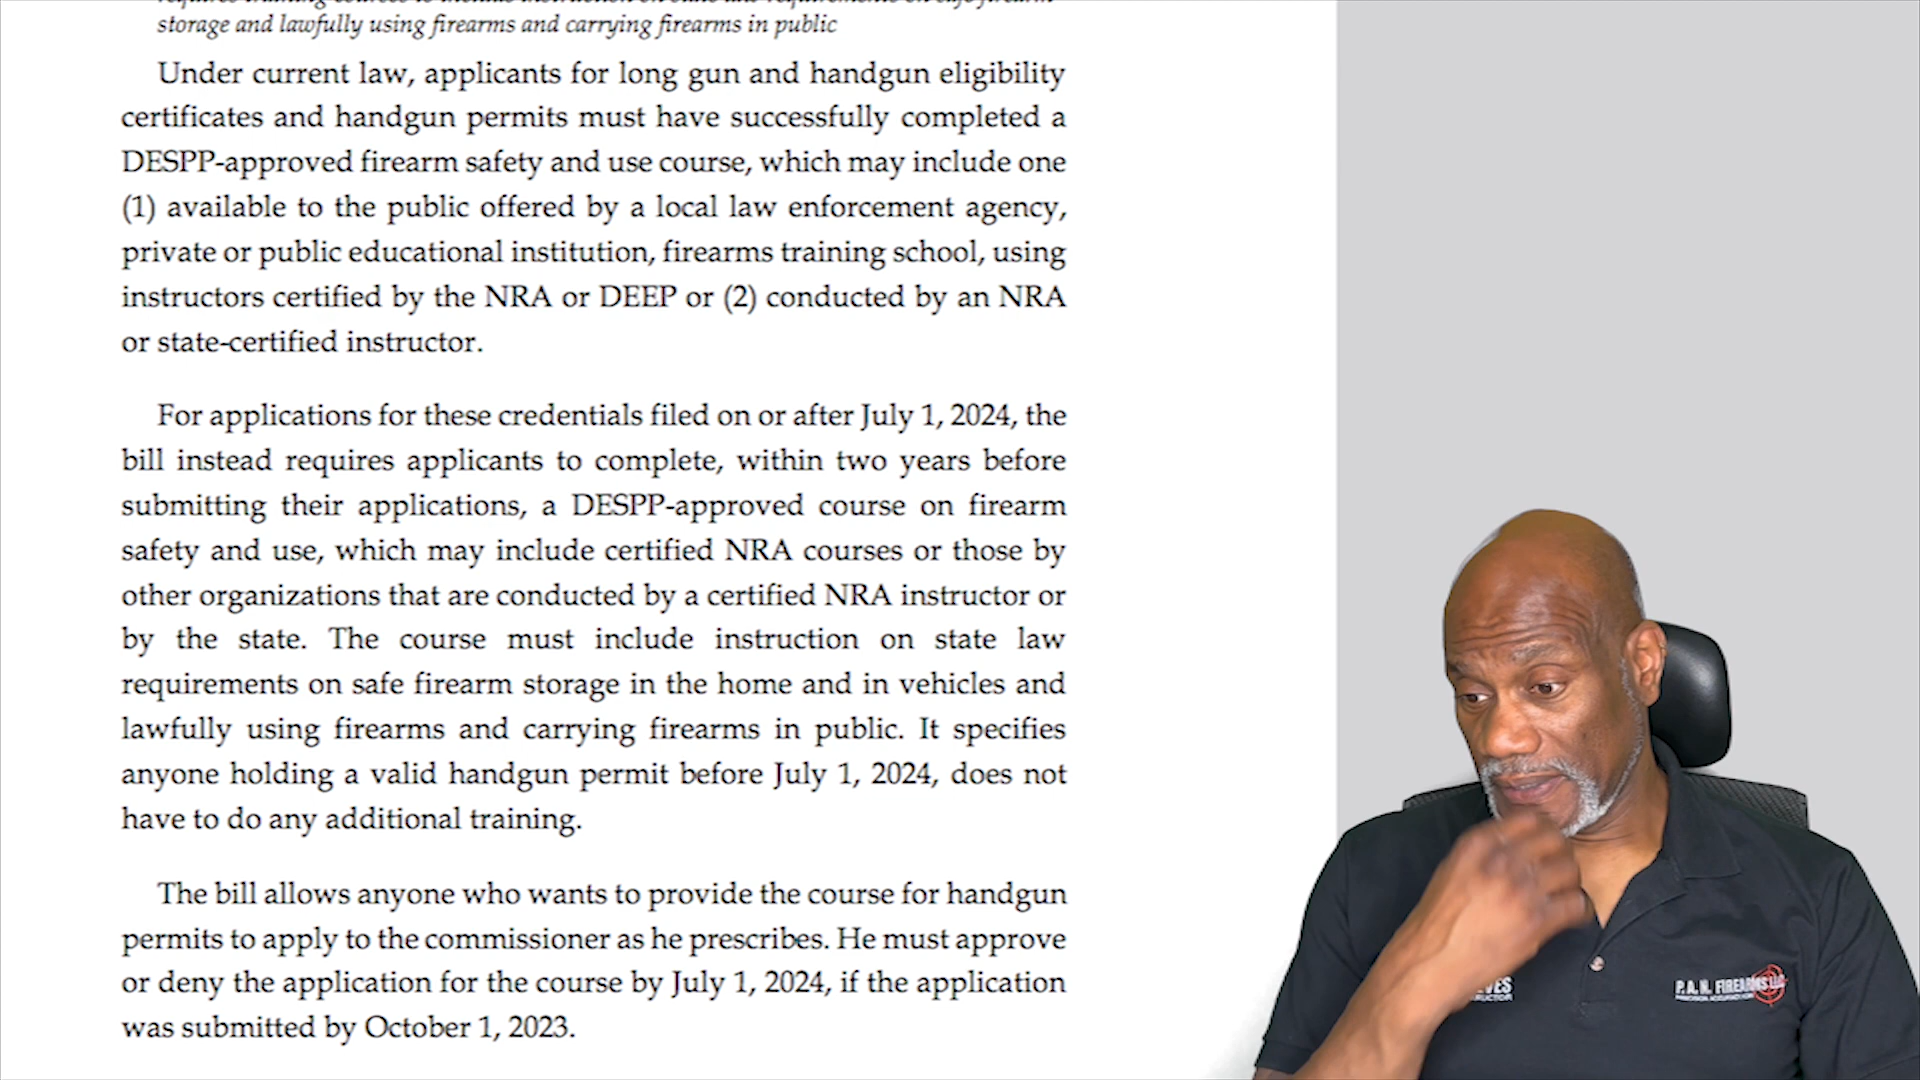 storage and lawfully using firearms and carrying firearms in public
Under current law, applicants for long gun and handgun eligibility
certificates and handgun permits must have successfully completed a
DESPP-approved firearm safety and use course, which may include one
(1) available to the public offered by a local law enforcement agency,
private or public educational institution, firearms training school, using
instructors certified by the NRA or DEEP or (2) conducted by an NRA
or state-certified instructor.
For applications for these credentials filed on or after July 1, 2024, the
bill instead requires applicants to complete, within two years before
submitting their applications, a DESPP-approved course on firearm
safety and use, which may include certified NRA courses or those by
other organizations that are conducted by a certified NRA instructor or
by the state. The course must include instruction on state law
requirements on safe firearm storage in the home and in vehicles and
lawfully using firearms and carrying firearms in public. It specifies
anyone holding a valid handgun permit before July 1, 2024, does not
have to do any additional training.
The bill allows anyone who wants to provide the course for handgun
permits to apply to the commissioner as he prescribes. He must approve
or deny the application for the course by July 1, 2024, if the application
was submitted by October 1, 2023.
P.A.N. FIREARMS LLC